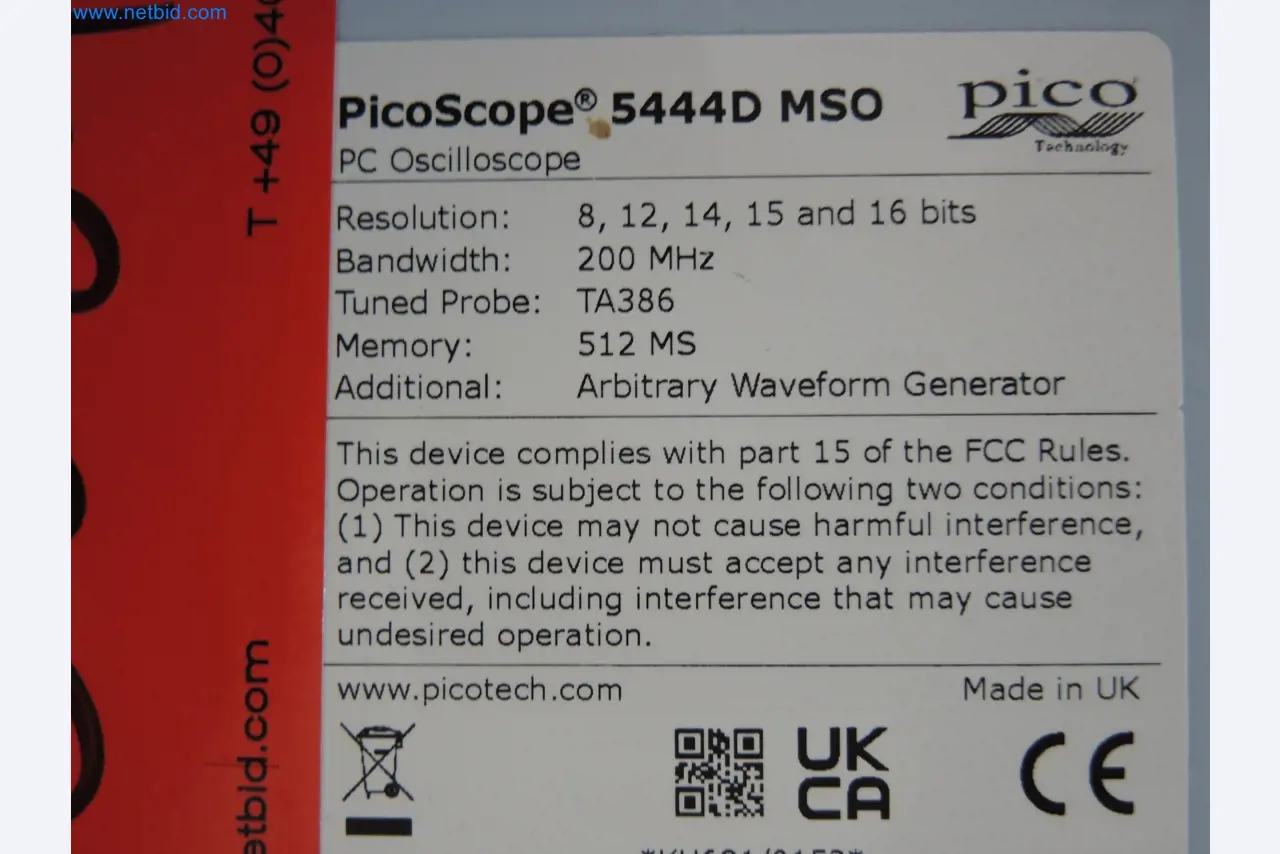 www.netbid.com
T +49 (0)40
etbid.com
PicoScope® 5444D MSO
PC Oscilloscope
pico
Technology
Resolution: 8, 12, 14, 15 and 16 bits
Bandwidth: 200 MHz
Tuned Probe: TA386
Memory: 512 MS
Additional: Arbitrary Waveform Generator
This device complies with part 15 of the FCC Rules.
Operation is subject to the following two conditions:
(1) This device may not cause harmful interference,
and (2) this device must accept any interference
received, including interference that may cause
undesired operation.
www.picotech.com
Made in UK
UK
CA
CE